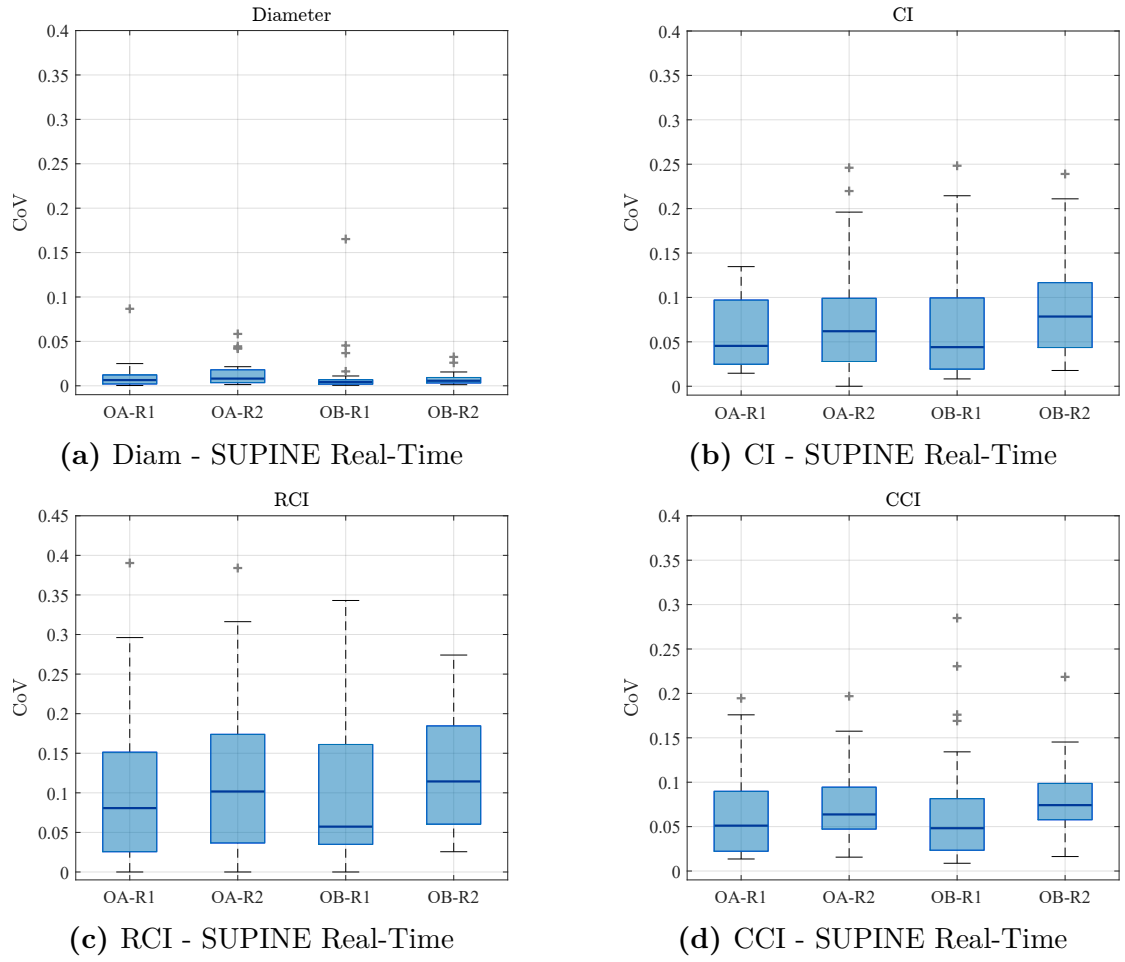 Diameter
0.4
0.35
0.3
0.25
0.2
0.15
0.1
0.05
0
CoV
OA-R1 OA-R2 OB-R1 OB-R2
(a) Diam - SUPINE Real-Time
CI
0.4
0.35
0.3
0.25
0.2
0.15
0.1
0.05
0
CoV
OA-R1 OA-R2 OB-R1 OB-R2
(b) CI - SUPINE Real-Time
RCI
0.45
0.4
0.35
0.3
0.25
0.2
0.15
0.1
0.05
0
CoV
OA-R1 OA-R2 OB-R1 OB-R2
(c) RCI - SUPINE Real-Time
CCI
0.4
0.35
0.3
0.25
0.2
0.15
0.1
0.05
0
CoV
OA-R1 OA-R2 OB-R1 OB-R2
(d) CCI - SUPINE Real-Time